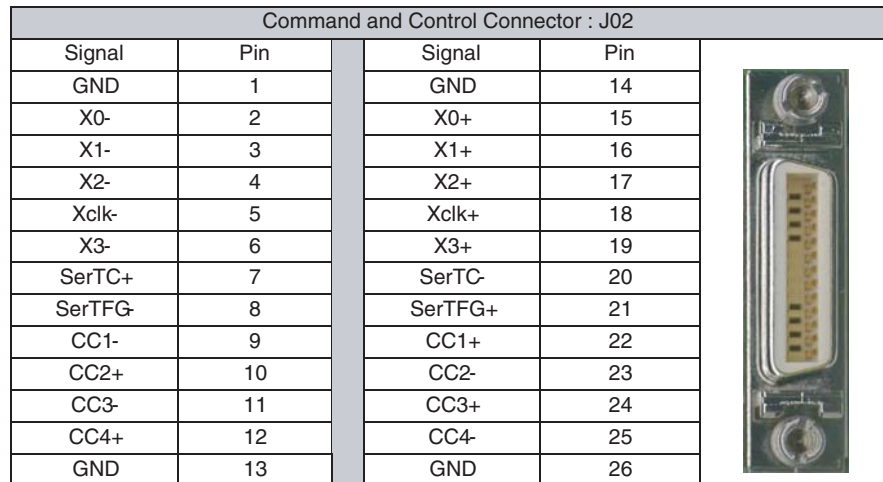 Command and Control Connector : J02
Signal Pin Signal Pin
GND 1 GND 14
X0- 2 X0+ 15
X1- 3 X1+ 16
X2- 4 X2+ 17
Xclk- 5 Xclk+ 18
X3- 6 X3+ 19
SerTC+ 7 SerTC- 20
SerTFG- 8 SerTFG+ 21
CC1- 9 CC1+ 22
CC2+ 10 CC2- 23
CC3- 11 CC3+ 24
CC4+ 12 CC4- 25
GND 13 GND 26